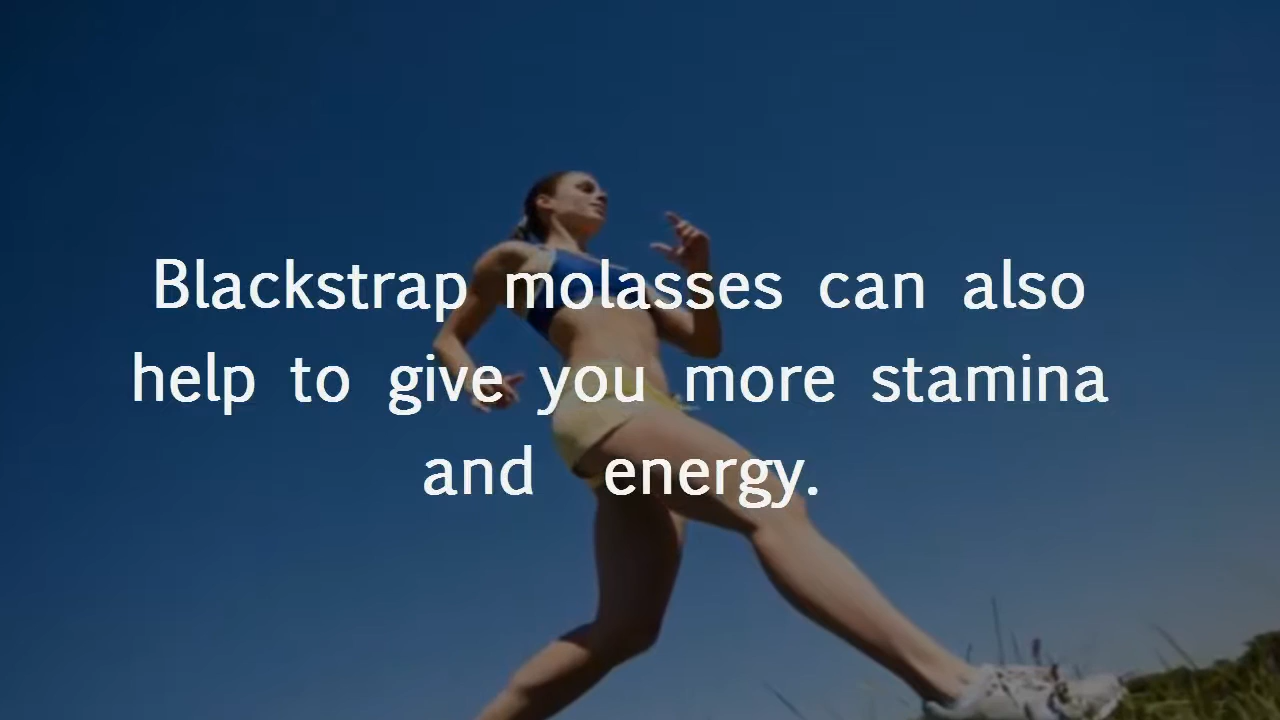 Blackstrap molasses can also
help to give you more stamina
and energy.